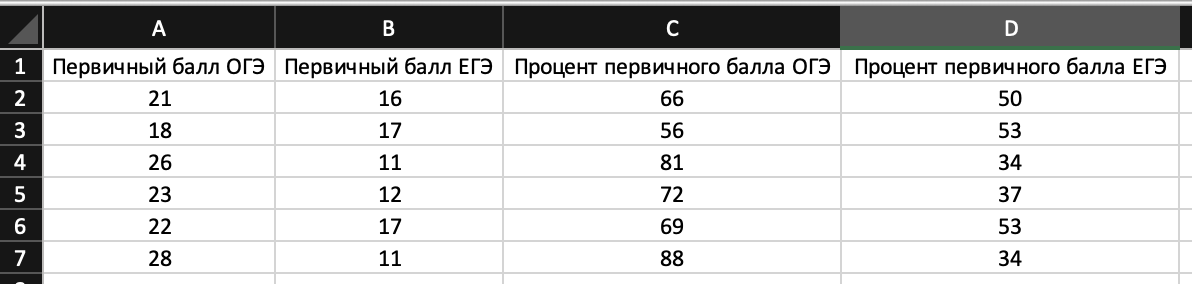 A B C D
1 Первичный балл ОГЭ Первичный балл ЕГЭ Процент первичного балла ОГЭ Процент первичного балла ЕГЭ
2 21 16 66 50
3 18 17 56 53
4 26 11 81 34
5 23 12 72 37
6 22 17 69 53
7 28 11 88 34